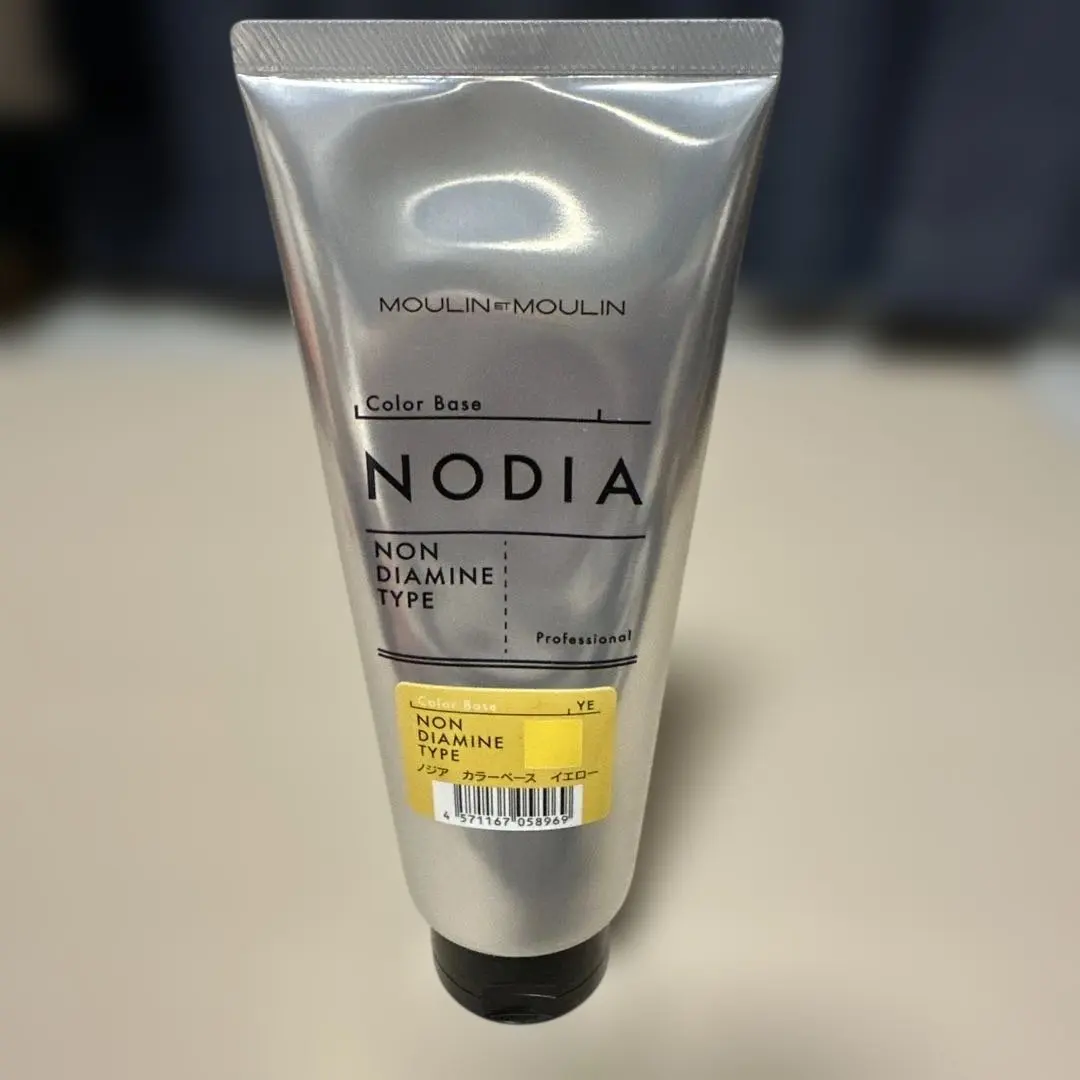 MOULIN ET MOULIN
Color Base
NODIA
NON
DIAMINE
TYPE
Professional
Color Base
YE
NON
DIAMINE
TYPE
ノジア カラーベース イエロー
4 571167 058969